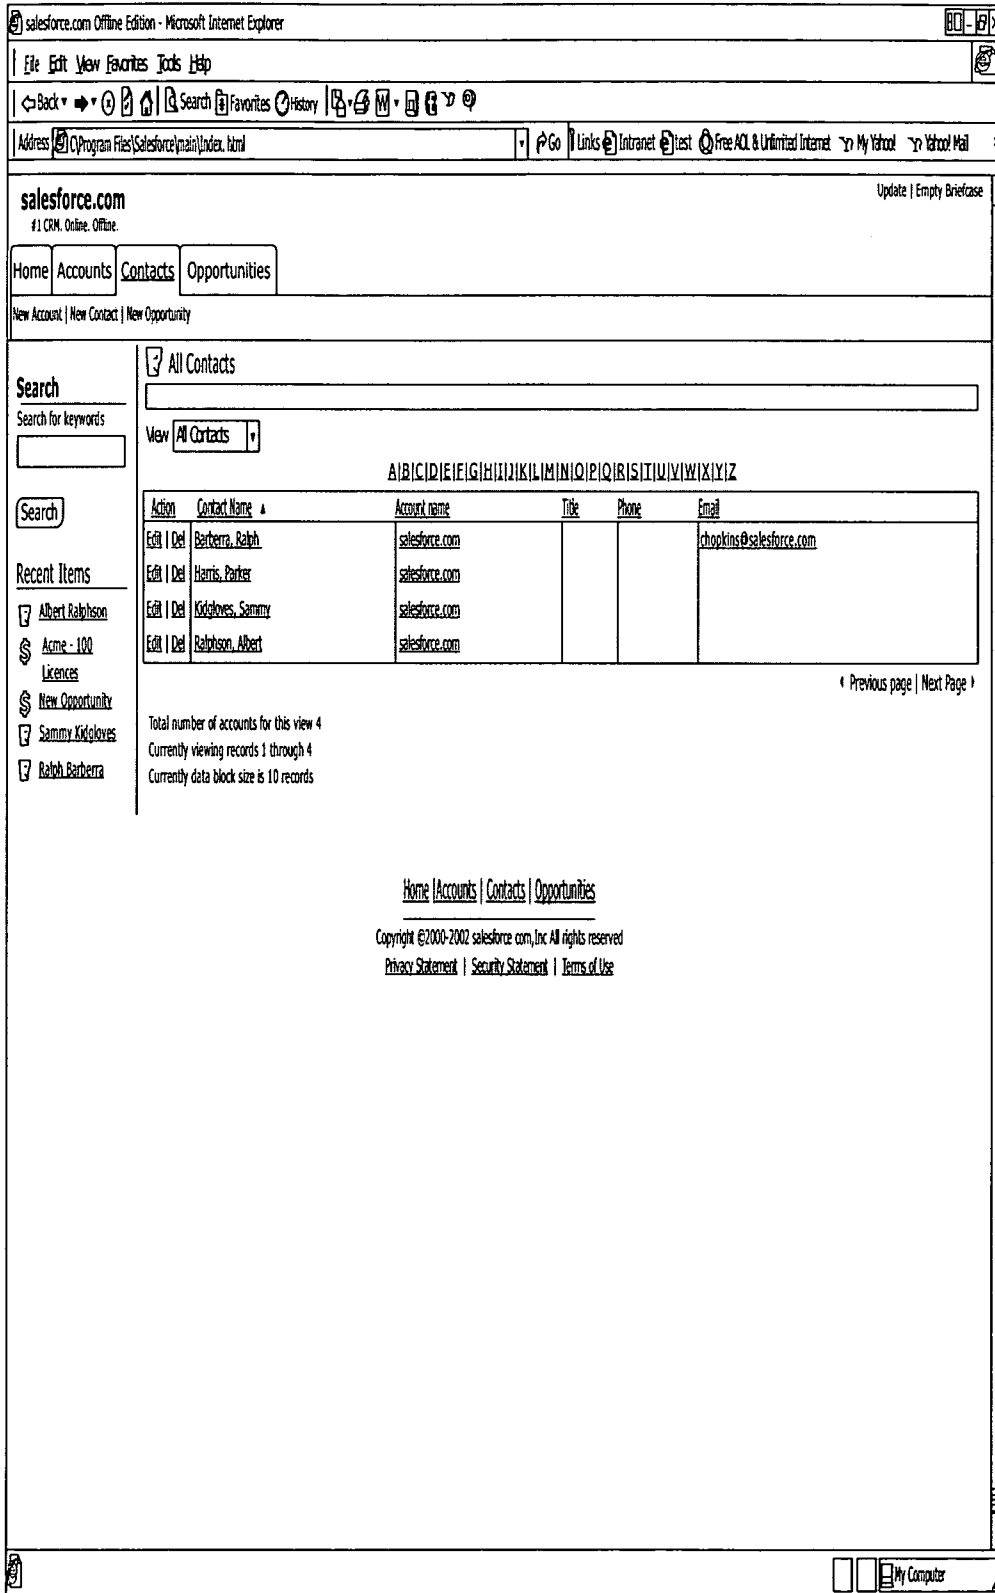 salesforce.com Offline Edition - Microsoft Internet Explorer
File Edit View Favorites Tools Help
Back Search Favorites History
Address C\Program Files\Salesforce\main\Index. html Go Links Intranet test Free AOL & Unlimited Internet My Yahoo! Yahoo! Mail
salesforce.com
Update | Empty Briefcase
#1 CRM. Online. Offline.
Home Accounts Contacts Opportunities
New Account | New Contact | New Opportunity
All Contacts
Search
Search for keywords
View All Contacts
A|B|C|D|E|F|G|H|I|J|K|L|M|N|O|P|Q|R|S|T|U|V|W|X|Y|Z
Search
Action Contact Name Account name Title Phone Email
Edit | Del Barberra, Ralph salesforce.com chopkins@salesforce.com
Edit | Del Harris, Parker salesforce.com
Edit | Del Kidgloves, Sammy salesforce.com
Edit | Del Ralphson, Albert salesforce.com
Previous page | Next Page
Recent Items
Albert Ralphson
$ Acme - 100
Licences
$ New Opportunity
Sammy Kidgloves
Ralph Barberra
Total number of accounts for this view 4
Currently viewing records 1 through 4
Currently data block size is 10 records
Home |Accounts | Contacts | Opportunities
Copyright ©2000-2002 salesforce com,Inc All rights reserved
Privacy Statement | Security Statement | Terms of Use
My Computer